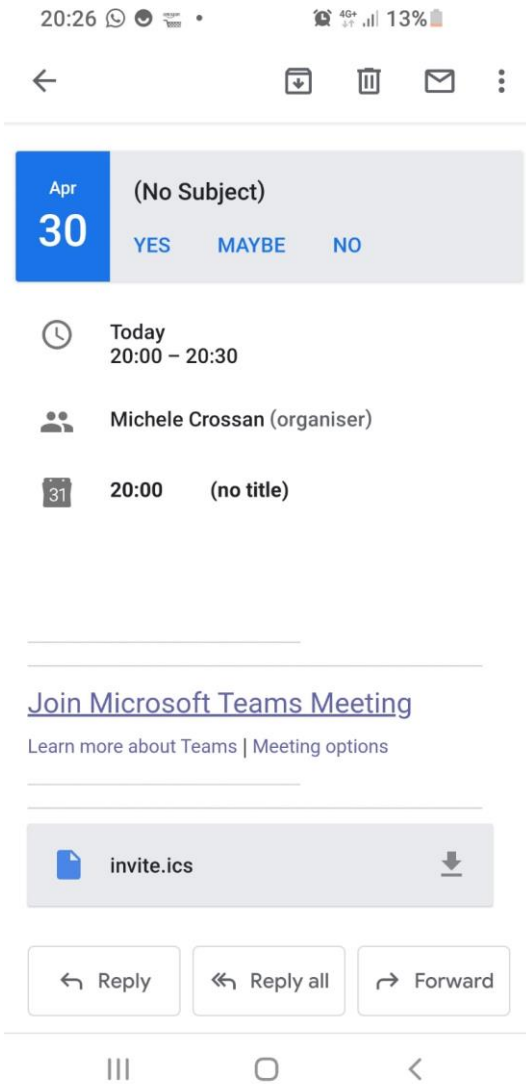 20:26 4G+ 13%
Apr
30
(No Subject)
YES MAYBE NO
Today
20:00 – 20:30
Michele Crossan (organiser)
31 20:00 (no title)
Join Microsoft Teams Meeting
Learn more about Teams | Meeting options
invite.ics
Reply Reply all Forward